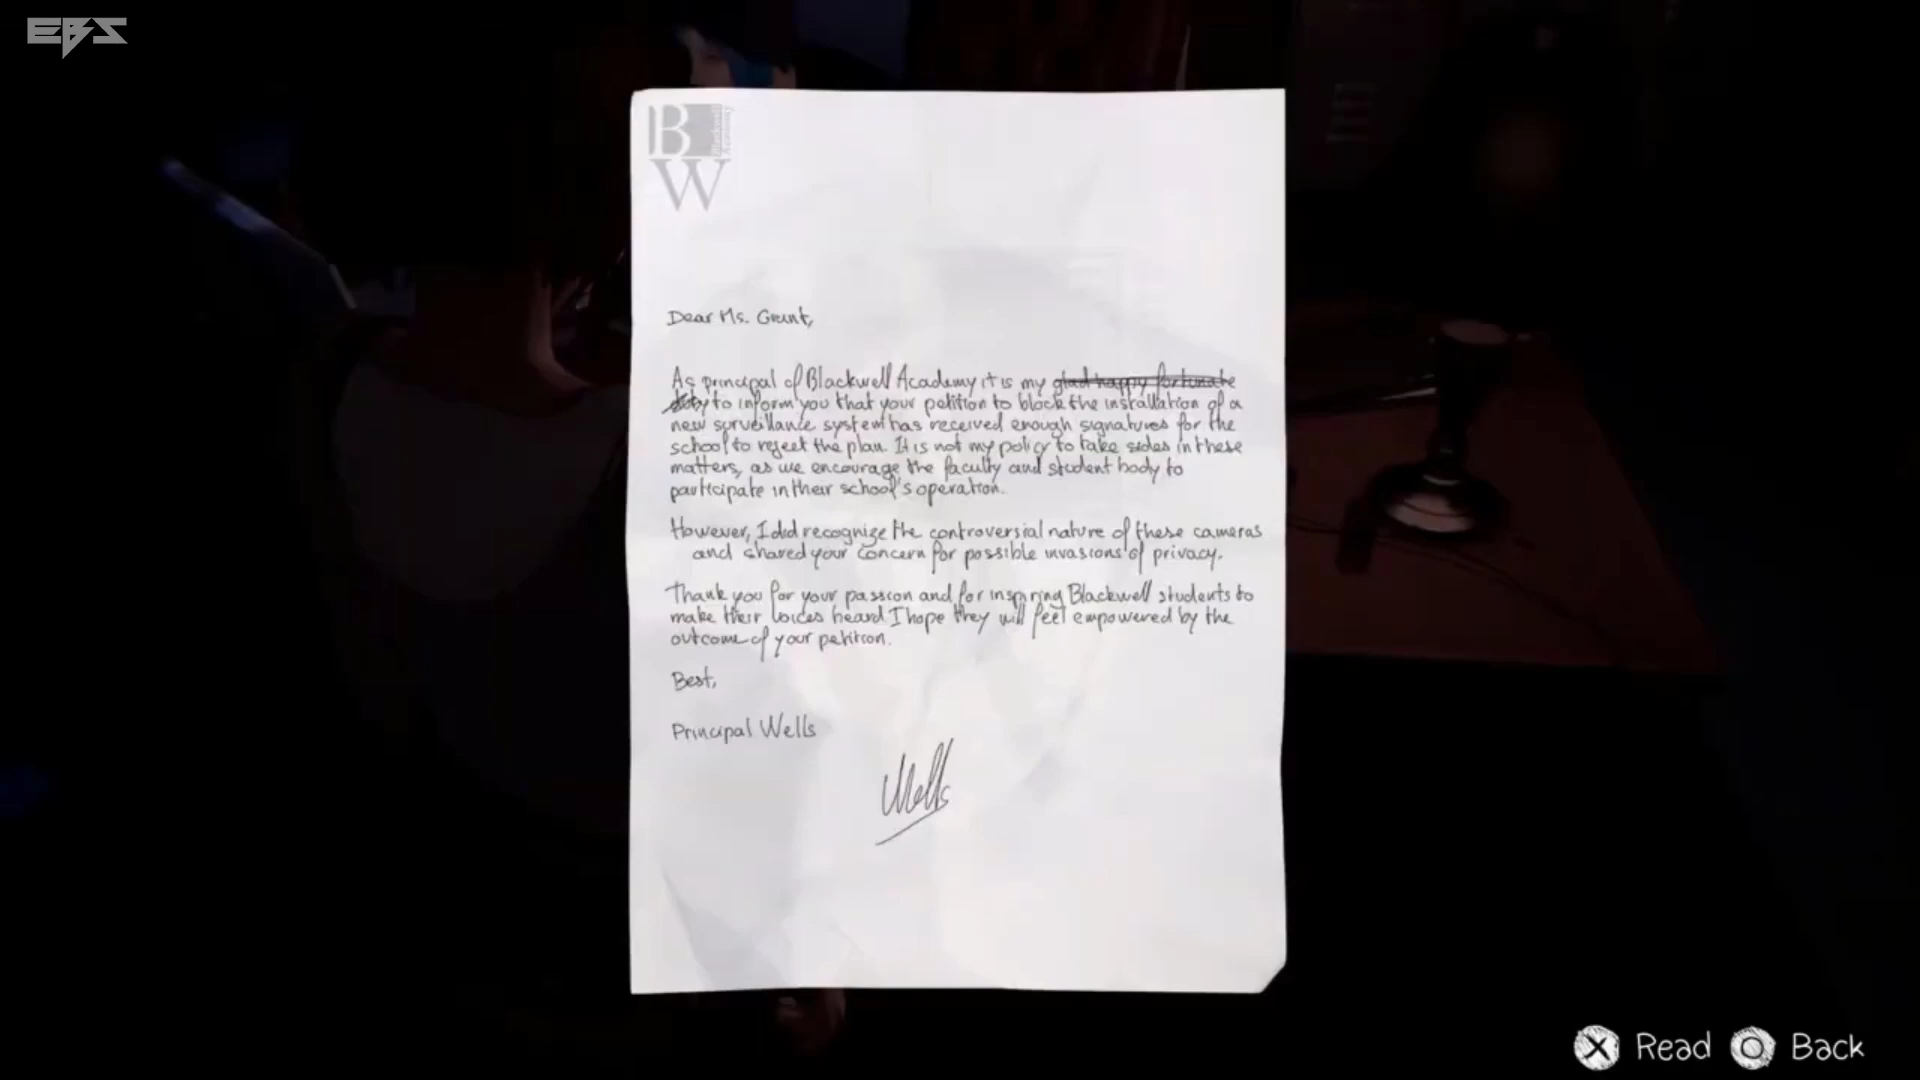 EBS
B
Blackwell
Academy
W
Dear Ms. Grant,
As principal of Blackwell Academy it is my glad happy fortunate
duty to inform you that your petition to block the installation of a
new surveillance system has received enough signatures for the
school to reject the plan. It is not my policy to take sides in these
matters, as we encourage the faculty and student body to
participate in their school's operation.
However, I did recognize the controversial nature of these cameras
and shared your concern for possible invasions of privacy.
Thank you for your passion and for inspiring Blackwell students to
make their voices heard I hope they will feel empowered by the
outcome of your petition.
Best,
Principal Wells
Wells
Read Back